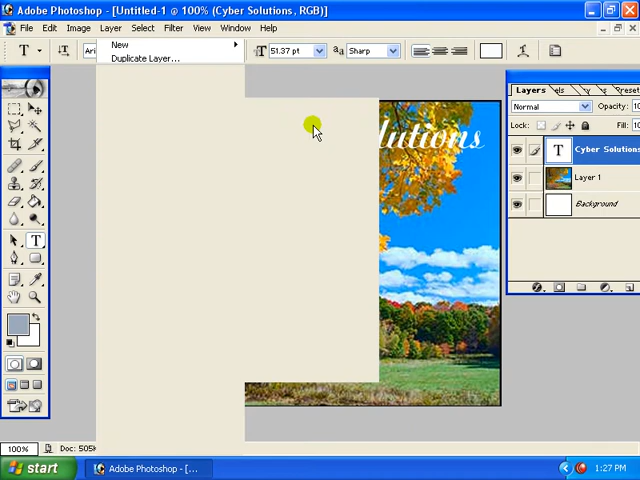 Adobe Photoshop - [Untitled-1 @ 100% (Cyber Solutions, RGB)]
File Edit Image Layer Select Filter View Window Help
T 51.37 pt aa Sharp
New
Duplicate Layer...
Layers
Normal Opacity:
Lock: Fill:
T Cyber Solutions
Layer 1
Background
lutions
T
100% Doc: 505K
start Adobe Photoshop - [... 1:27 PM